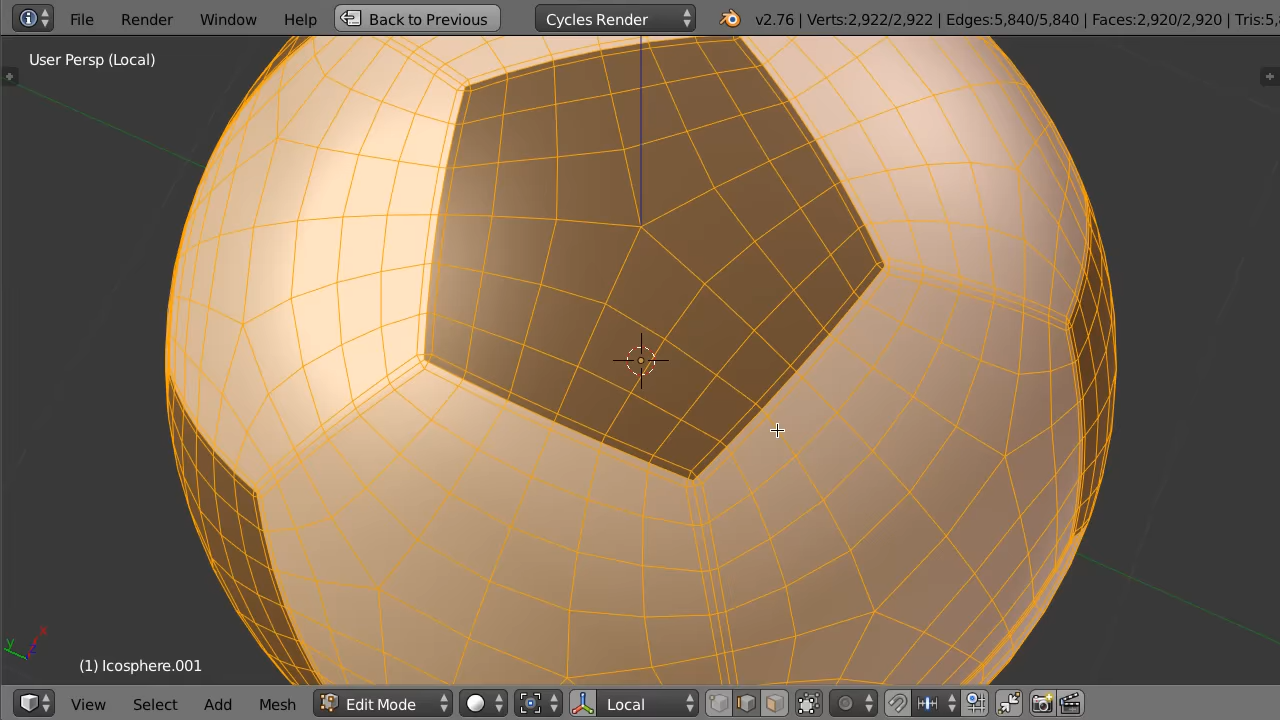 File Render Window Help Back to Previous Cycles Render v2.76 | Verts:2,922/2,922 | Edges:5,840/5,840 | Faces:2,920/2,920 | Tris:5,
User Persp (Local)
y x z
(1) Icosphere.001
View Select Add Mesh Edit Mode Local